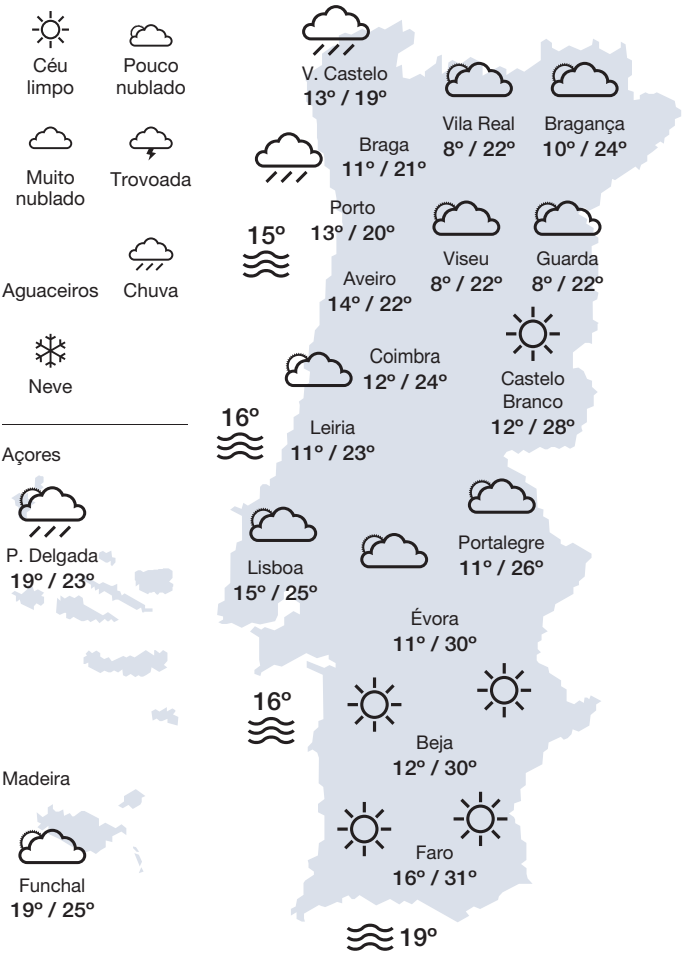 Céu
limpo
Pouco
nublado
Muito
nublado
Trovoada
Aguaceiros
Chuva
Neve
Açores
P. Delgada
19º / 23º
Madeira
Funchal
19º / 25º
V. Castelo
13º / 19º
Braga
11º / 21º
Vila Real
8º / 22º
Bragança
10º / 24º
Porto
13º / 20º
15º
Viseu
8º / 22º
Guarda
8º / 22º
Aveiro
14º / 22º
Coimbra
12º / 24º
Castelo
Branco
12º / 28º
16º
Leiria
11º / 23º
Lisboa
15º / 25º
Portalegre
11º / 26º
Évora
11º / 30º
16º
Beja
12º / 30º
Faro
16º / 31º
19º